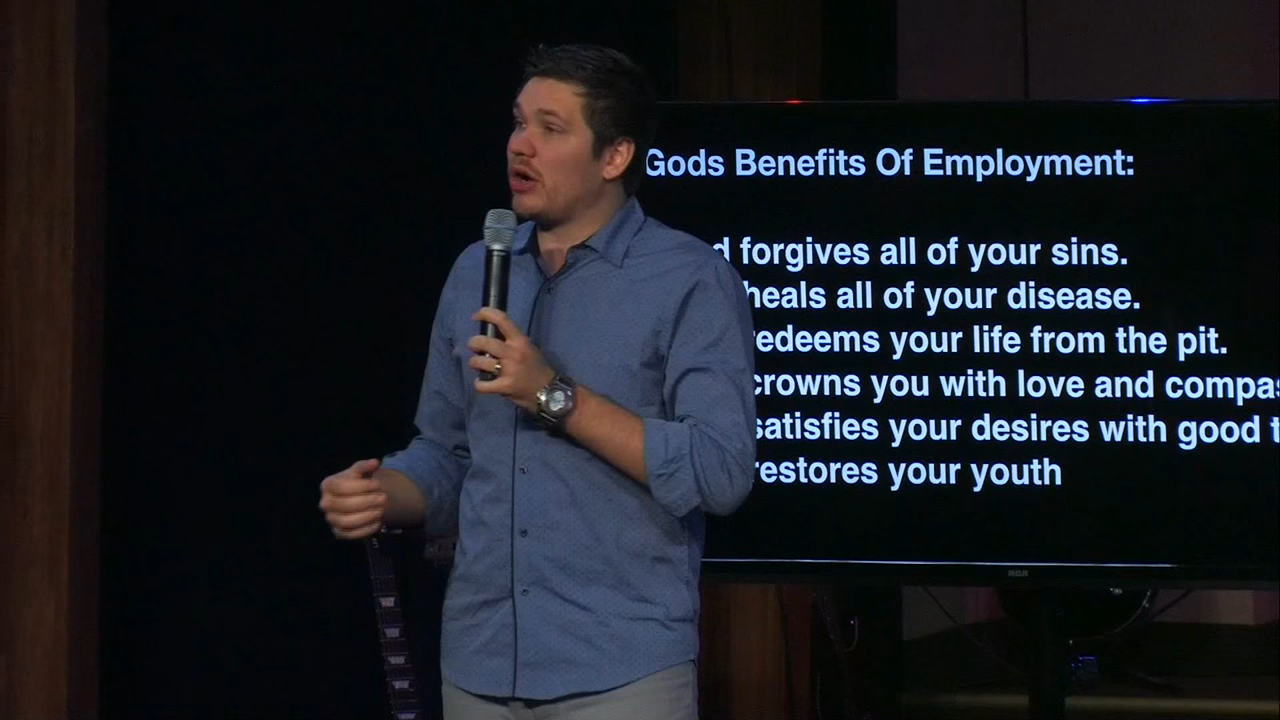 Gods Benefits Of Employment:
forgives all of your sins.
heals all of your disease.
redeems your life from the pit.
crowns you with love and
satisfies your desires with good
restores your youth
RCA